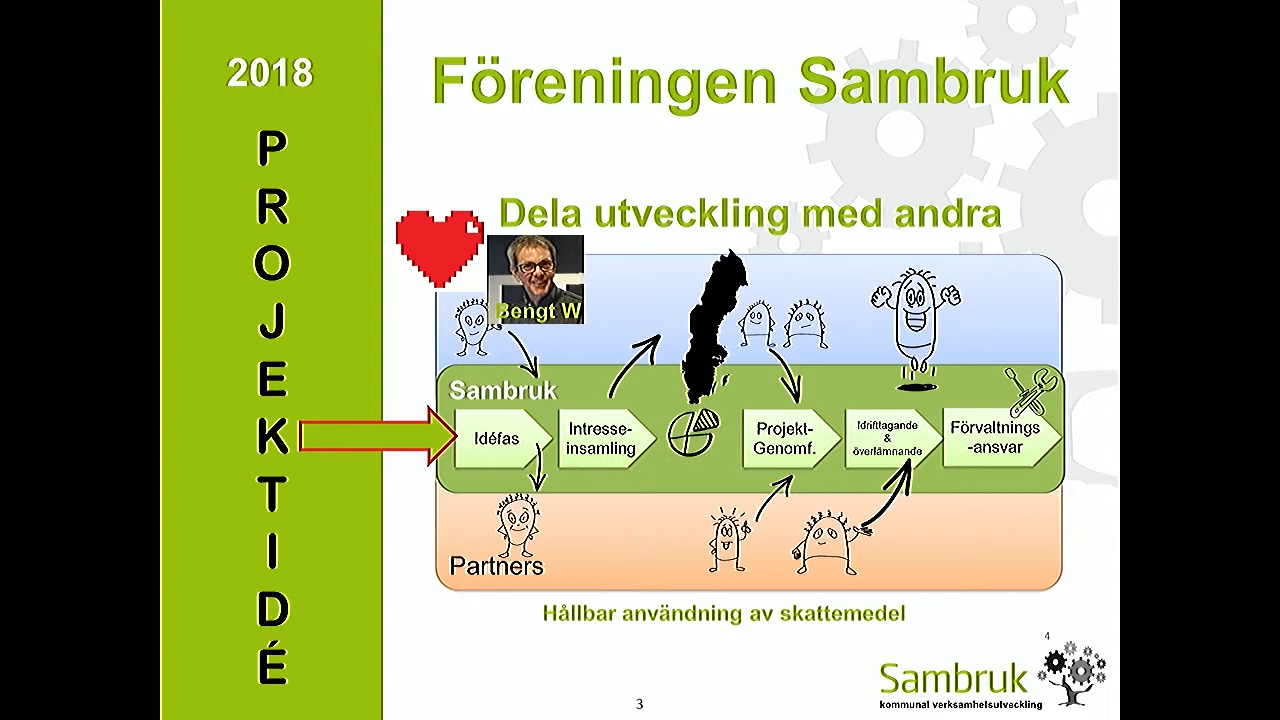 2018
PROJEKTIDÉ
Föreningen Sambruk
Dela utveckling med andra
Bengt W
Sambruk
Idéfas
Intresse-
insamling
Projekt-
Genomf.
Idrifttagande
&
överlämnande
Förvaltnings
-ansvar
Partners
Hållbar användning av skattemedel
4
Sambruk
kommunal verksamhetsutveckling
3